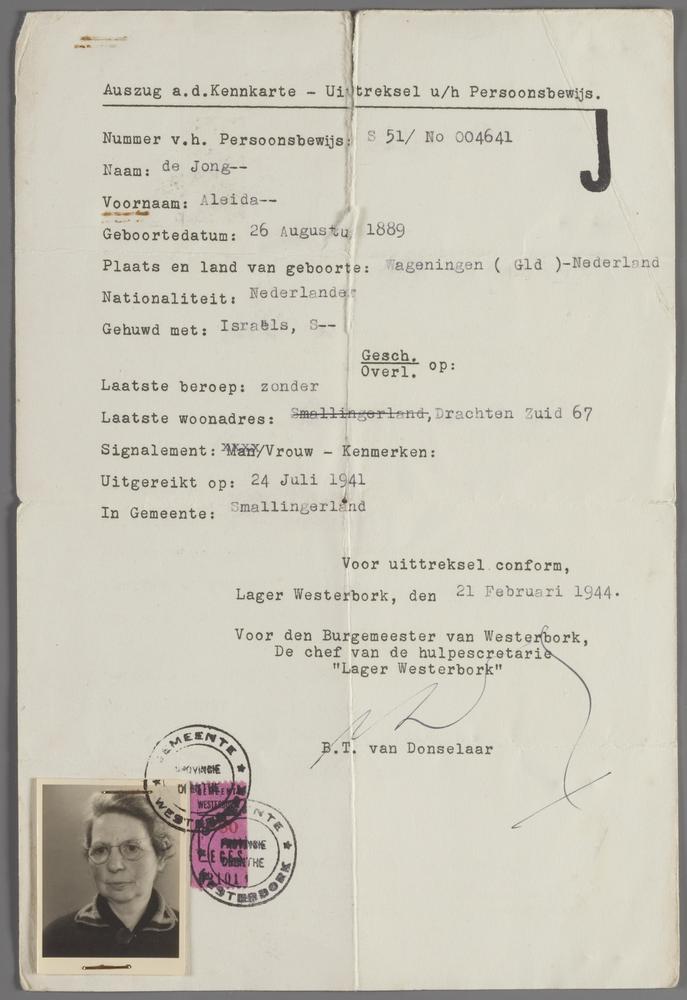 Auszug a.d.Kennkarte - Uittreksel u/h Persoonsbewijs.
J
Nummer v.h. Persoonsbewijs: S 51/ No 004641
Naam: de Jong--
Voornaam: Aleida--
Geboortedatum: 26 Augustu 1889
Plaats en land van geboorte: Wageningen ( Gld )-Nederland
Nationaliteit: Nederlander
Gehuwd met: Israëls, S--
Gesch.
Overl. op:
Laatste beroep: zonder
Laatste woonadres: Smallingerland, Drachten Zuid 67
Signalement: Man/Vrouw - Kenmerken:
Uitgereikt op: 24 Juli 1941
In Gemeente: Smallingerland
Voor uittreksel conform,
Lager Westerbork, den 21 Februari 1944.
Voor den Burgemeester van Westerbork,
De chef van de hulpescretarie
"Lager Westerbork"
B.T. van Donselaar
GEMEENTE
PROVINCIE
WESTERBORK
PROVINCIE
DRENTHE
WESTERBORK